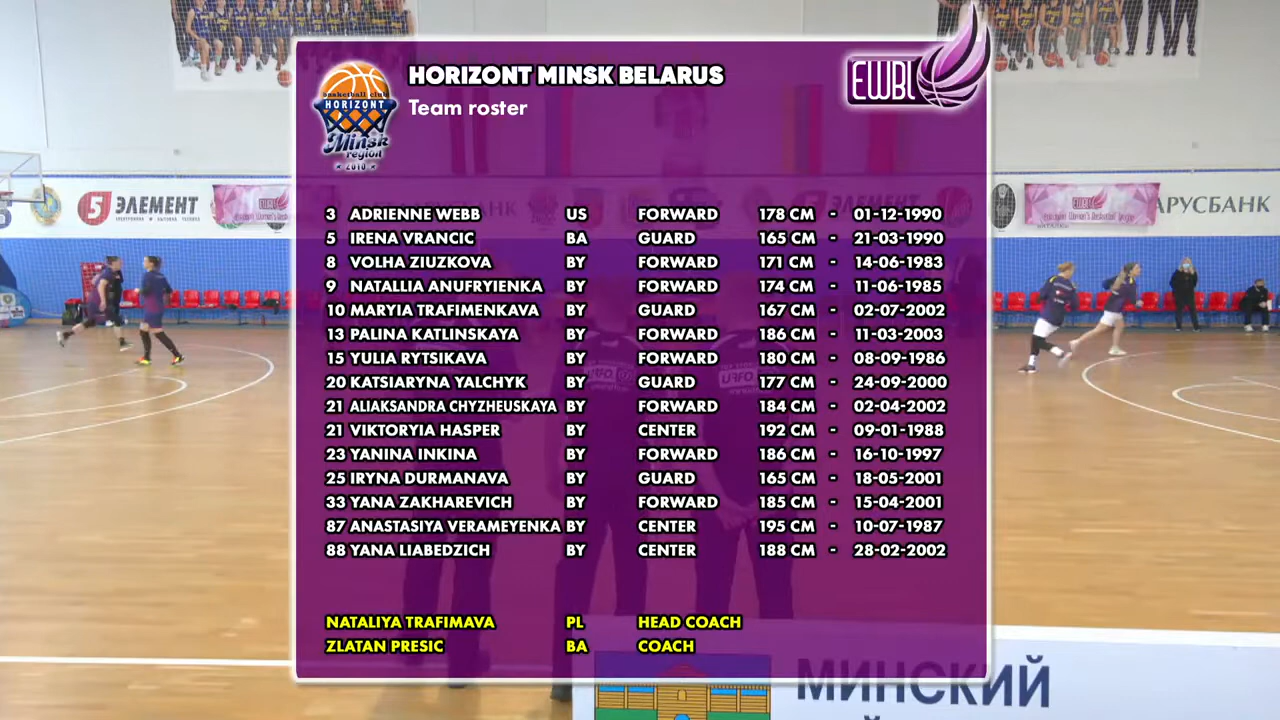 HORIZONT MINSK BELARUS
Team roster
EWBL
basketball club
HORIZONT
Minsk
region
2010
5 ЭЛЕМЕНТ
EWBL
АРУСБАНК
3 ADRIENNE WEBB US FORWARD 178 CM - 01-12-1990
5 IRENA VRANCIC BA GUARD 165 CM - 21-03-1990
8 VOLHA ZIUZKOVA BY FORWARD 171 CM - 14-06-1983
9 NATALLIA ANUFRYIENKA BY FORWARD 174 CM - 11-06-1985
10 MARYIA TRAFIMENKAVA BY GUARD 167 CM - 02-07-2002
13 PALINA KATLINSKAYA BY FORWARD 186 CM - 11-03-2003
15 YULIA RYTSIKAVA BY FORWARD 180 CM - 08-09-1986
20 KATSIARYNA YALCHYK BY GUARD 177 CM - 24-09-2000
21 ALIAKSANDRA CHYZHEUSKAYA BY FORWARD 184 CM - 02-04-2002
21 VIKTORYIA HASPER BY CENTER 192 CM - 09-01-1988
23 YANINA INKINA BY FORWARD 186 CM - 16-10-1997
25 IRYNA DURMANAVA BY GUARD 165 CM - 18-05-2001
33 YANA ZAKHAREVICH BY FORWARD 185 CM - 15-04-2001
87 ANASTASIYA VERAMEYENKA BY CENTER 195 CM - 10-07-1987
88 YANA LIABEDZICH BY CENTER 188 CM - 28-02-2002
NATALIYA TRAFIMAVA PL HEAD COACH
ZLATAN PRESIC BA COACH
МИНСКИЙ